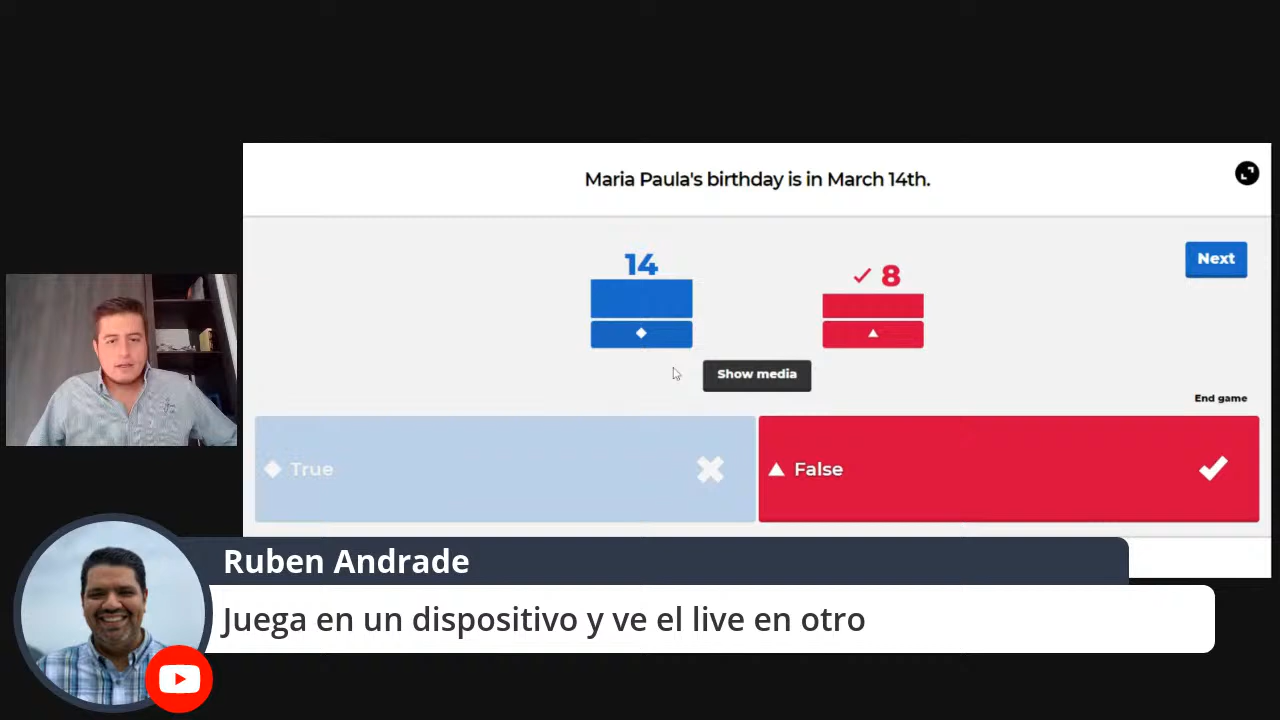 Maria Paula's birthday is in March 14th.
14
8
Next
Show media
End game
True
False
Ruben Andrade
Juega en un dispositivo y ve el live en otro